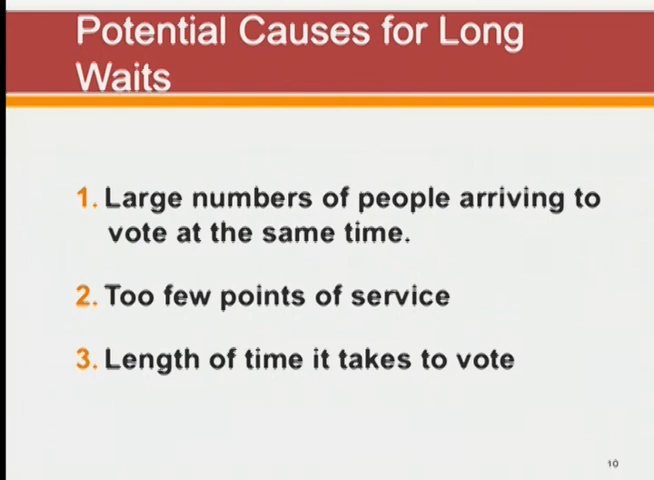 Potential Causes for Long
Waits
1. Large numbers of people arriving to
vote at the same time.
2. Too few points of service
3. Length of time it takes to vote
10